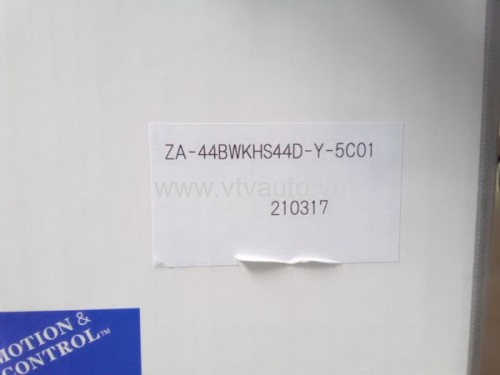 ZA-44BWKHS44D-Y-5C01
www.vtvauto.vn
210317
MOTION &
CONTROL™